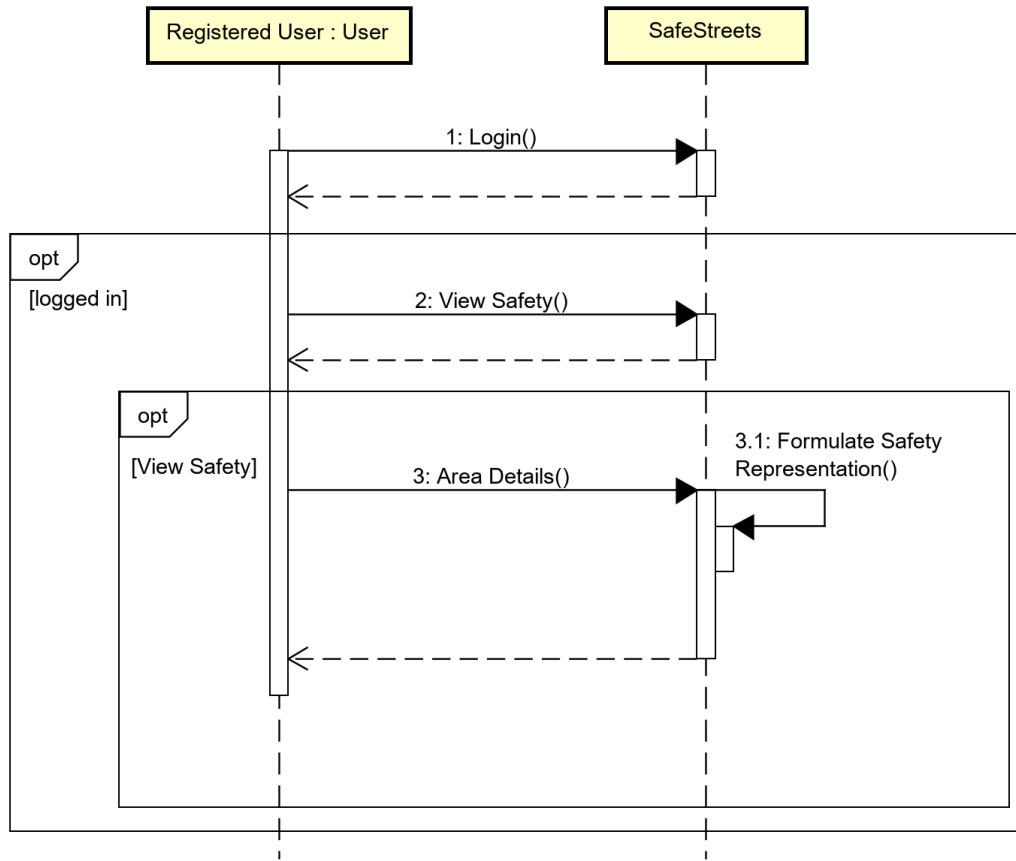 Registered User : User
SafeStreets
1: Login()
opt
[logged in]
2: View Safety()
opt
[View Safety]
3: Area Details()
3.1: Formulate Safety
Representation()